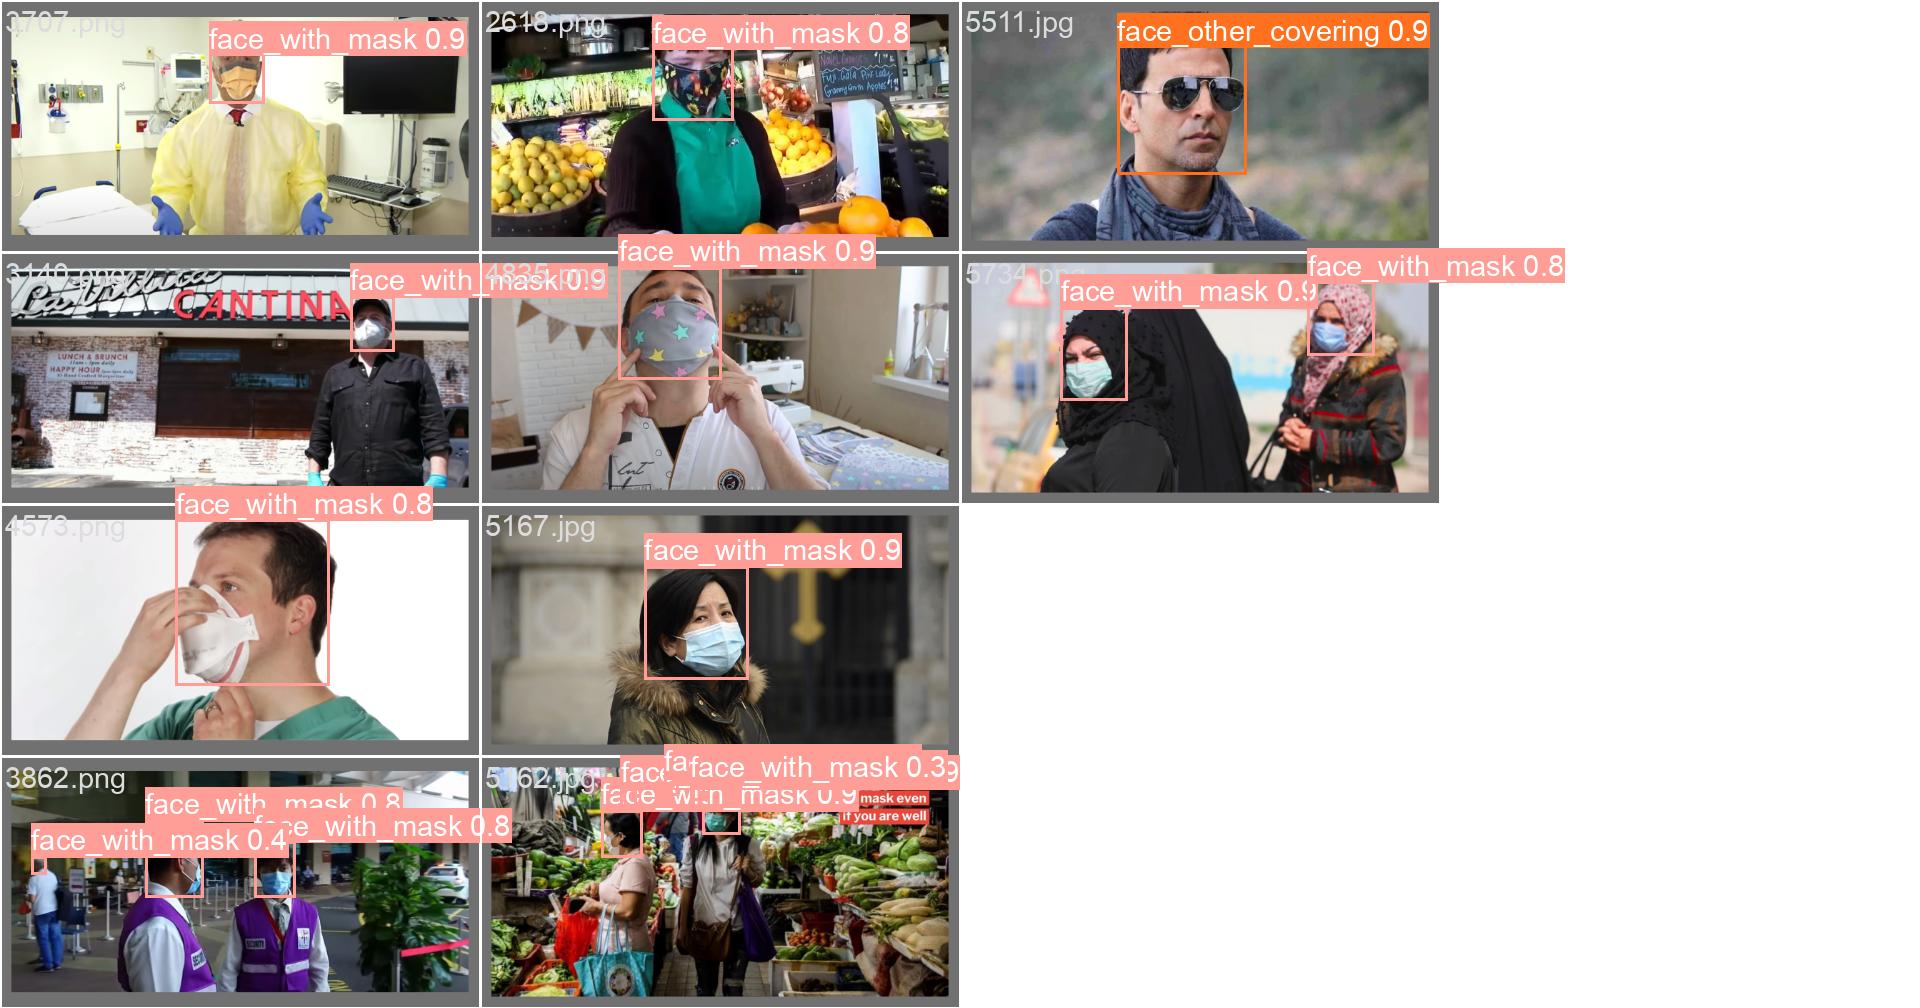 3707.png
face_with_mask 0.9
2618.png
face_with_mask 0.8
5511.jpg
face_other_covering 0.9
3140.png
CANTINA
LUNCH & BRUNCH
HAPPY HOUR
face_with_mask 0.9
4835.png
face_with_mask 0.9
5734.png
face_with_mask 0.9
face_with_mask 0.8
4573.png
face_with_mask 0.8
5167.jpg
face_with_mask 0.9
3862.png
face_with_mask 0.8
face_with_mask 0.8
face_with_mask 0.4
SECURITY
5162.jpg
face_with_mask 0.3
face_with_mask 0.9
mask even
if you are well